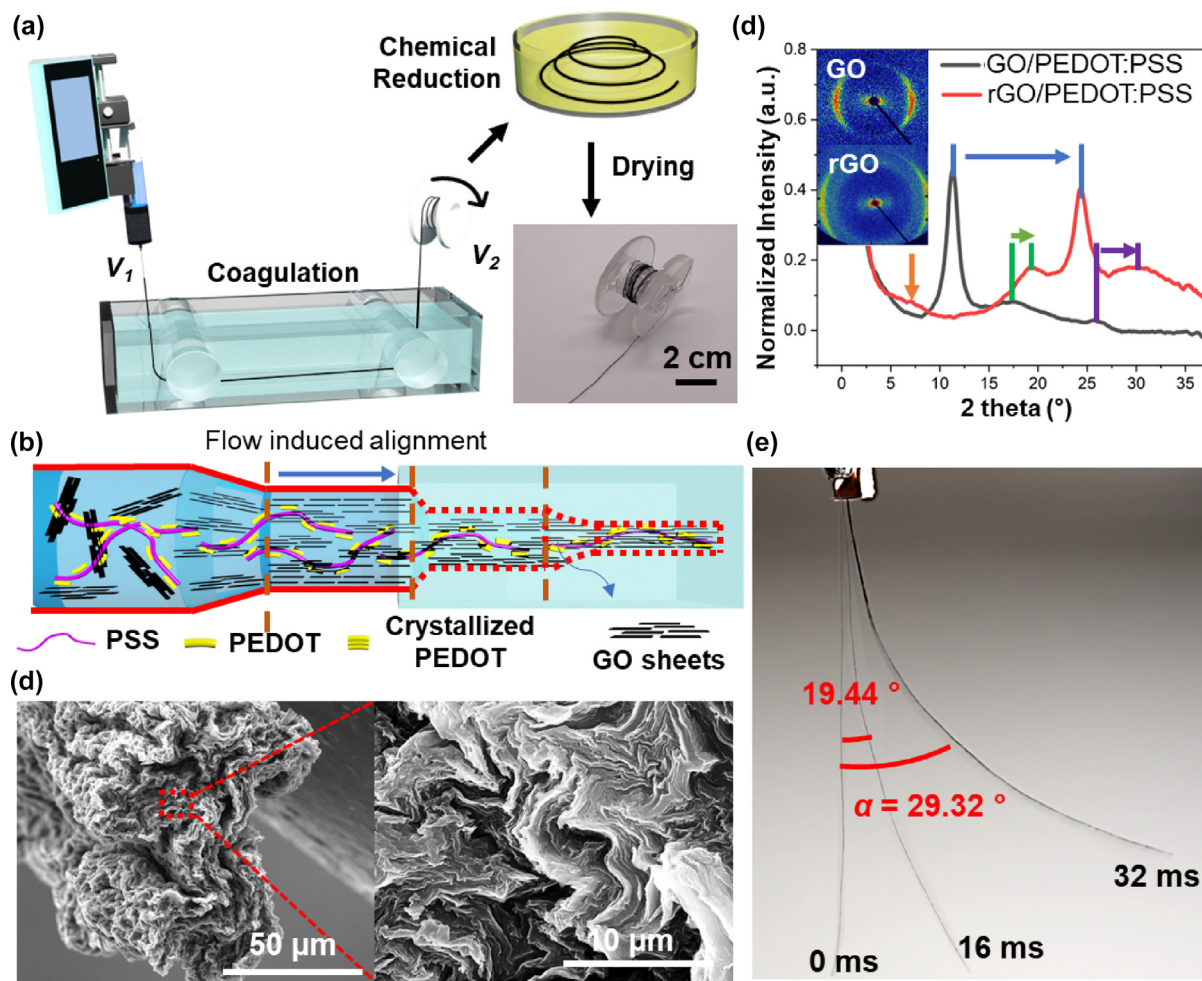 (a)
Chemical
Reduction
Drying
V1
V2
Coagulation
2 cm
(d)
GO
rGO
GO/PEDOT:PSS
rGO/PEDOT:PSS
Normalized Intensity (a.u.)
0.8
0.6
0.4
0.2
0.0
0 5 10 15 20 25 30 35
2 theta (°)
(b)
Flow induced alignment
PSS
PEDOT
Crystallized
PEDOT
GO sheets
(d)
50 µm
10 µm
(e)
19.44 °
α = 29.32 °
32 ms
16 ms
0 ms